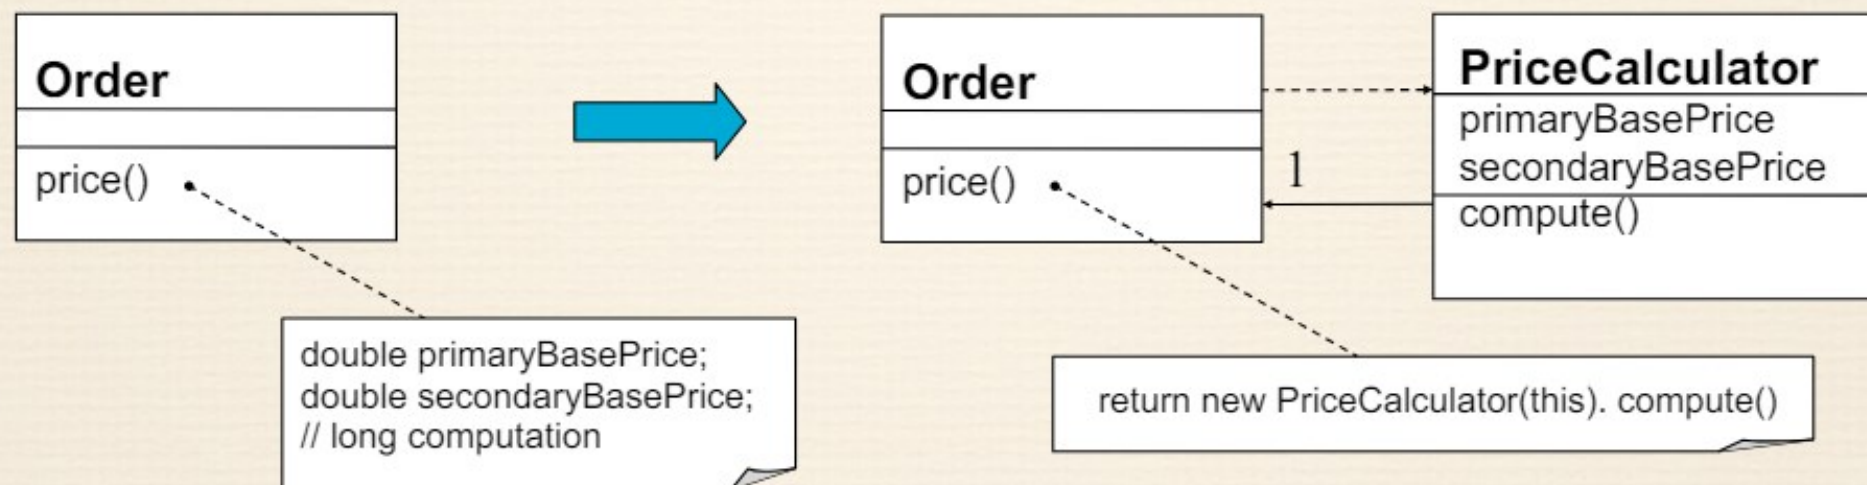 Order
price()
double primaryBasePrice;
double secondaryBasePrice;
// long computation
Order
price()
1
PriceCalculator
primaryBasePrice
secondaryBasePrice
compute()
return new PriceCalculator(this). compute()